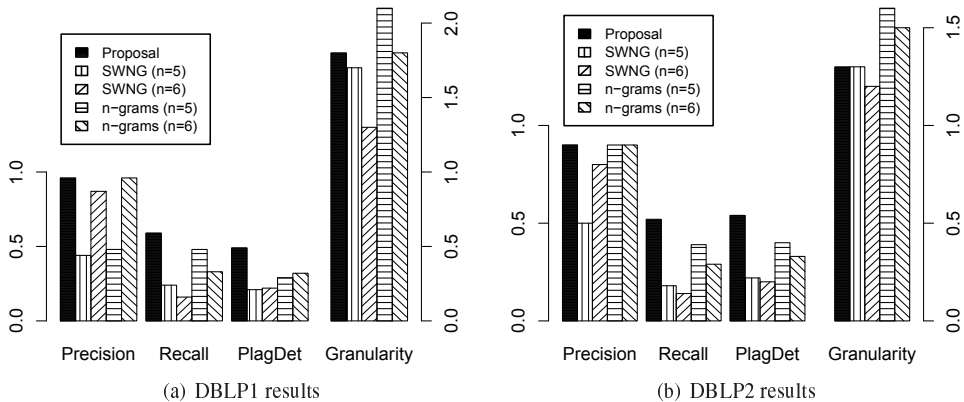 Proposal
SWNG (n=5)
SWNG (n=6)
n−grams (n=5)
n−grams (n=6)
0.0
0.5
1.0
0.0
0.5
1.0
1.5
2.0
Precision
Recall
PlagDet
Granularity
(a) DBLP1 results
Proposal
SWNG (n=5)
SWNG (n=6)
n−grams (n=5)
n−grams (n=6)
0.0
0.5
1.0
0.0
0.5
1.0
1.5
Precision
Recall
PlagDet
Granularity
(b) DBLP2 results